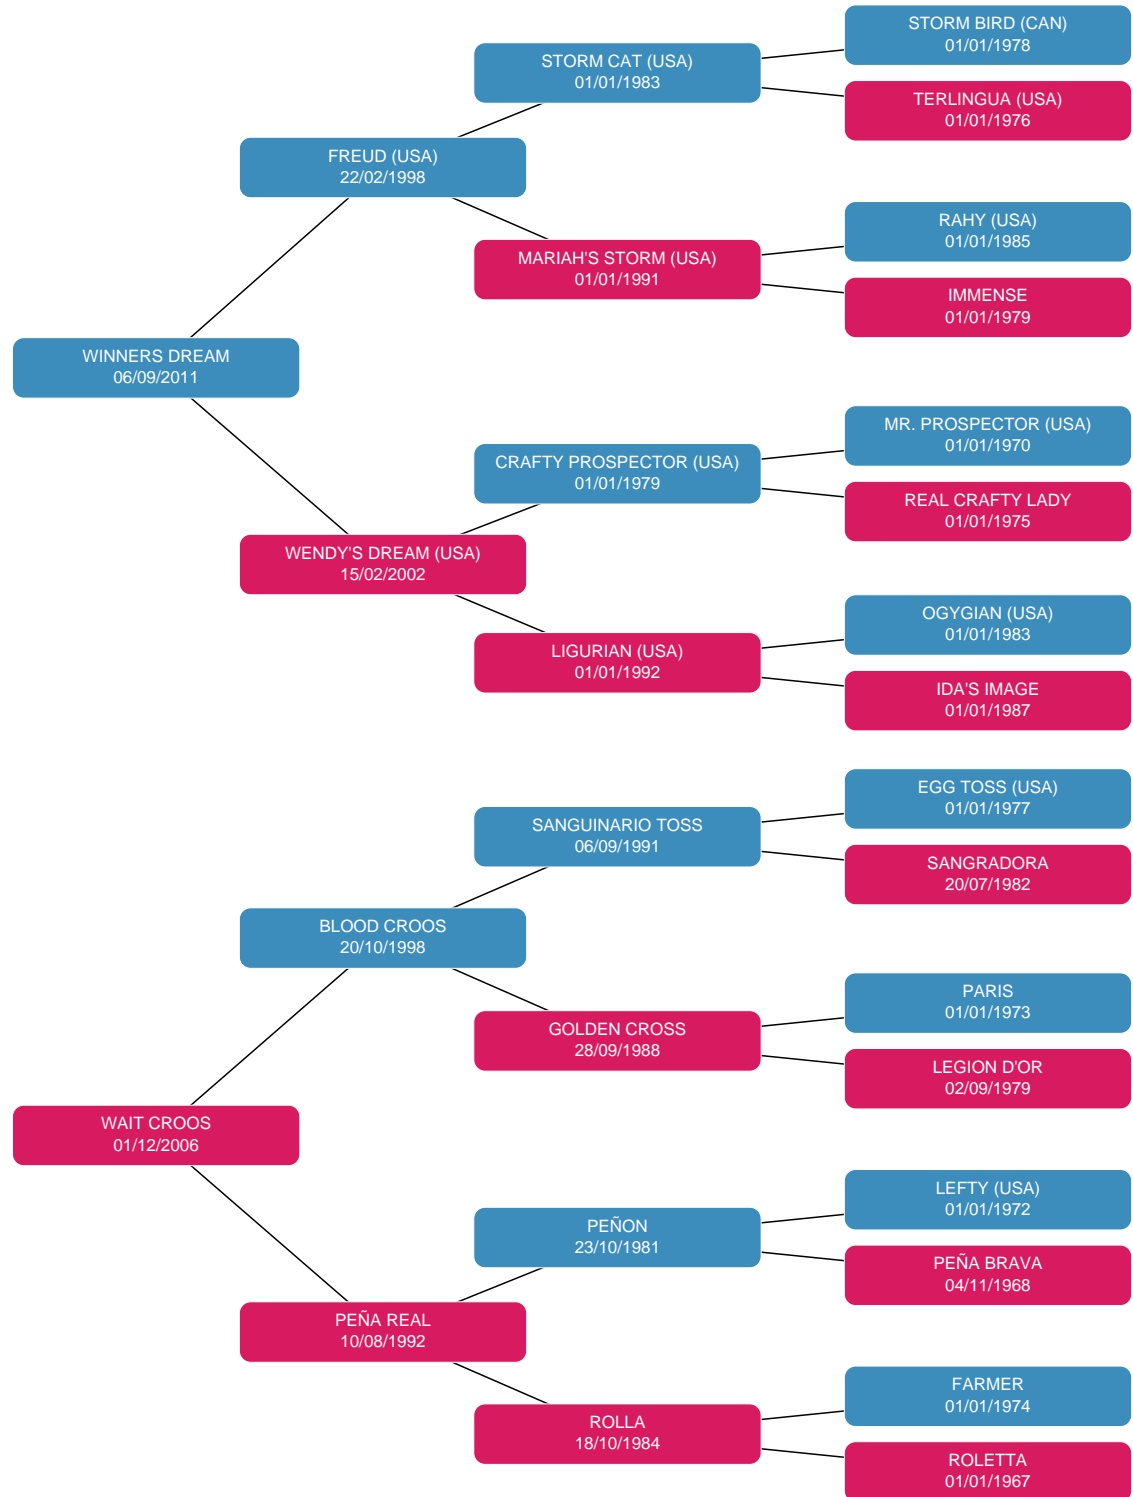 STORM BIRD (CAN)
01/01/1978
STORM CAT (USA)
01/01/1983
TERLINGUA (USA)
01/01/1976
FREUD (USA)
22/02/1998
RAHY (USA)
01/01/1985
MARIAH'S STORM (USA)
01/01/1991
IMMENSE
01/01/1979
WINNERS DREAM
06/09/2011
MR. PROSPECTOR (USA)
01/01/1970
CRAFTY PROSPECTOR (USA)
01/01/1979
REAL CRAFTY LADY
01/01/1975
WENDY'S DREAM (USA)
15/02/2002
OGYGIAN (USA)
01/01/1983
LIGURIAN (USA)
01/01/1992
IDA'S IMAGE
01/01/1987
EGG TOSS (USA)
01/01/1977
SANGUINARIO TOSS
06/09/1991
SANGRADORA
20/07/1982
BLOOD CROOS
20/10/1998
PARIS
01/01/1973
GOLDEN CROSS
28/09/1988
LEGION D'OR
02/09/1979
WAIT CROOS
01/12/2006
LEFTY (USA)
01/01/1972
PEÑON
23/10/1981
PEÑA BRAVA
04/11/1968
PEÑA REAL
10/08/1992
FARMER
01/01/1974
ROLLA
18/10/1984
ROLETTA
01/01/1967